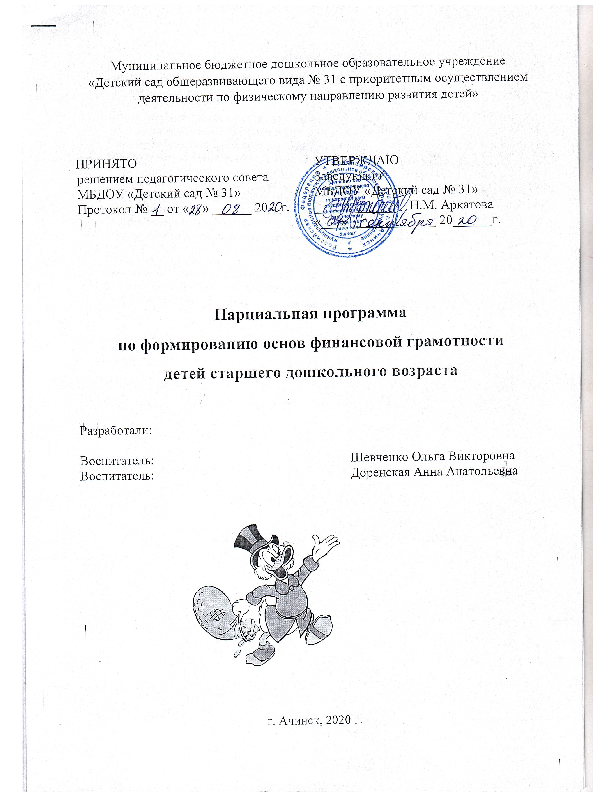 Муниципальное бюджетное дошкольное образовательное учреждение
«Детский сад общеразвивающего вида № 31 с приоритетным осуществлением
деятельности по физическому направлению развития детей»
ПРИНЯТО
решением педагогического совета
МБДОУ «Детский сад № 31»
Протокол № 1 от «28» 08 2020г.
УТВЕРЖДАЮ
Заведующий
МБДОУ «Детский сад № 31»
Н.М. Аркатова
сентября 20 20 г.
Парциальная программа
по формированию основ финансовой грамотности
детей старшего дошкольного возраста
Разработали:
Воспитатель: Шевченко Ольга Викторовна
Воспитатель: Доренская Анна Анатольевна
г. Ачинск, 2020